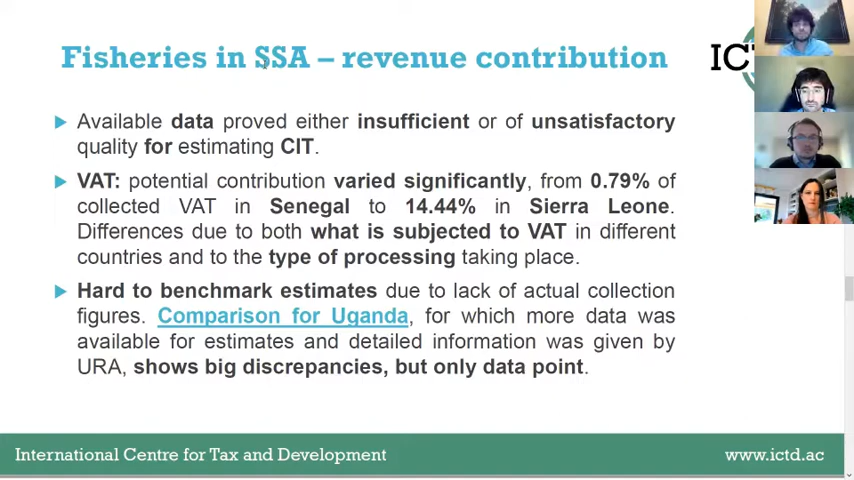 Fisheries in SSA – revenue contribution
Available data proved either insufficient or of unsatisfactory
quality for estimating CIT.
VAT: potential contribution varied significantly, from 0.79% of
collected VAT in Senegal to 14.44% in Sierra Leone.
Differences due to both what is subjected to VAT in different
countries and to the type of processing taking place.
Hard to benchmark estimates due to lack of actual collection
figures. Comparison for Uganda, for which more data was
available for estimates and detailed information was given by
URA, shows big discrepancies, but only data point.
International Centre for Tax and Development
www.ictd.ac